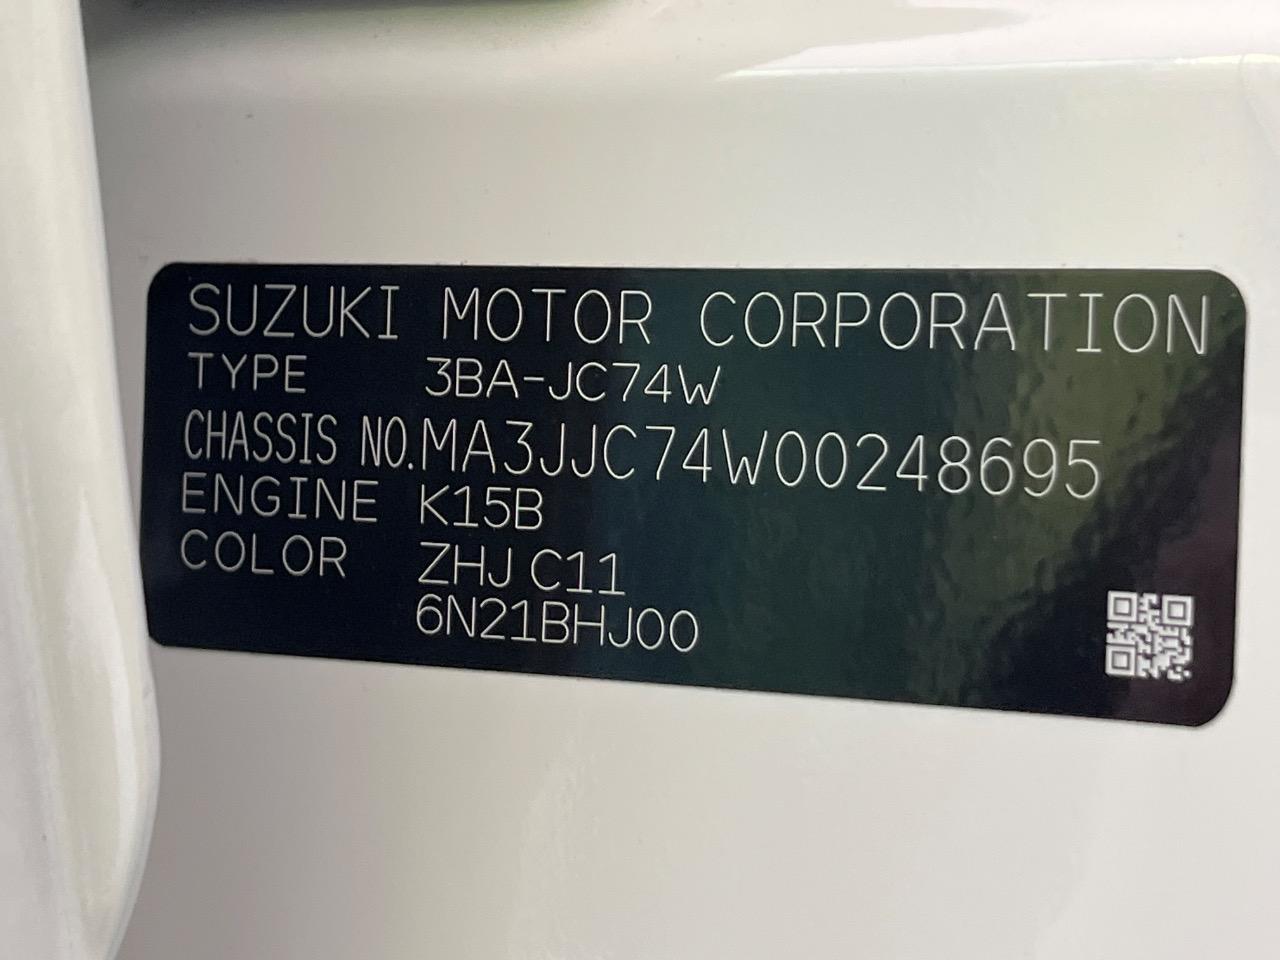 SUZUKI MOTOR CORPORATION
TYPE 3BA-JC74W
CHASSIS NO. MA3JJC74W00248695
ENGINE K15B
COLOR ZHJ C11
6N21BHJ00